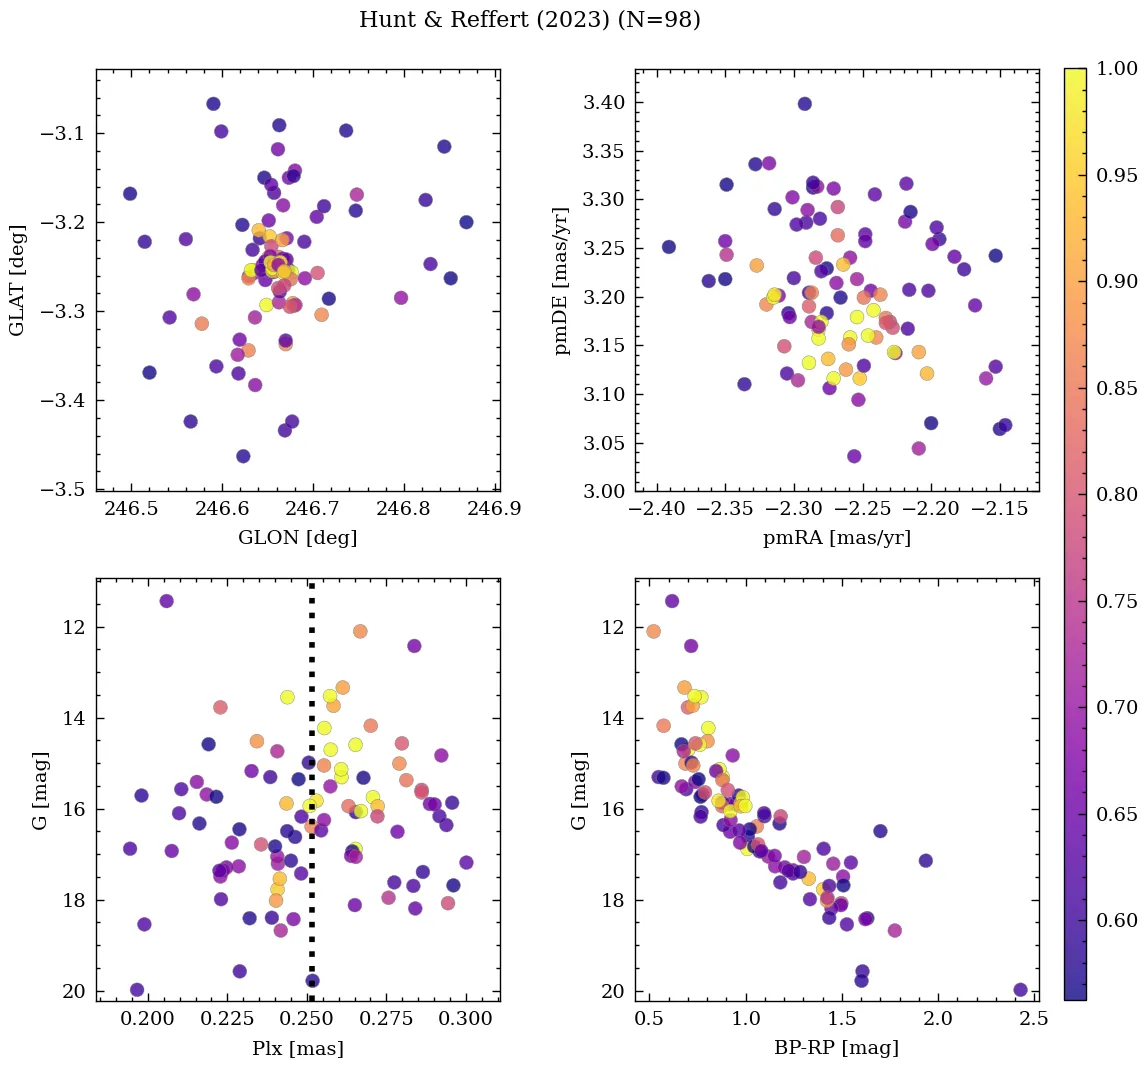 Hunt & Reffert (2023) (N=98)
−3.1
−3.2
−3.3
−3.4
−3.5
GLAT [deg]
246.5 246.6 246.7 246.8 246.9
GLON [deg]
3.40
3.35
3.30
3.25
3.20
3.15
3.10
3.05
3.00
pmDE [mas/yr]
−2.40 −2.35 −2.30 −2.25 −2.20 −2.15
pmRA [mas/yr]
12
14
16
18
20
G [mag]
0.200 0.225 0.250 0.275 0.300
Plx [mas]
12
14
16
18
20
G [mag]
0.5 1.0 1.5 2.0 2.5
BP-RP [mag]
1.00
0.95
0.90
0.85
0.80
0.75
0.70
0.65
0.60